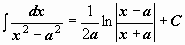 ∫ dx / (x² − a²) = 1 / (2a) ln |(x − a) / (x + a)| + C